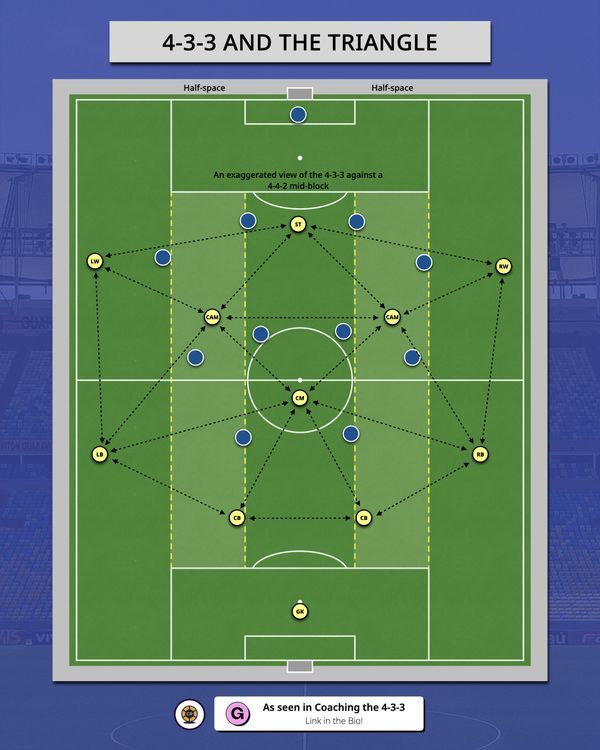 4-3-3 AND THE TRIANGLE
Half-space Half-space
An exaggerated view of the 4-3-3 against a
4-4-2 mid-block
ST
LW RW
CAM CAM
CM
LB RB
CB CB
GK
G As seen in Coaching the 4-3-3
Link in the Bio!